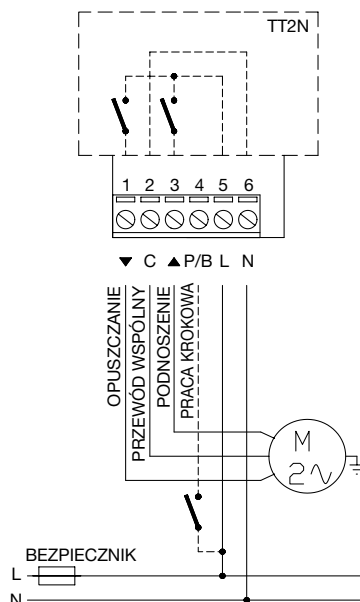 TT2N
1 2 3 4 5 6
▼ C ▲ P/B L N
OPUSZCZANIE
PRZEWÓD WSPÓLNY
PODNOSZENIE
PRACA KROKOWA
M
2∿
BEZPIECZNIK
L
N